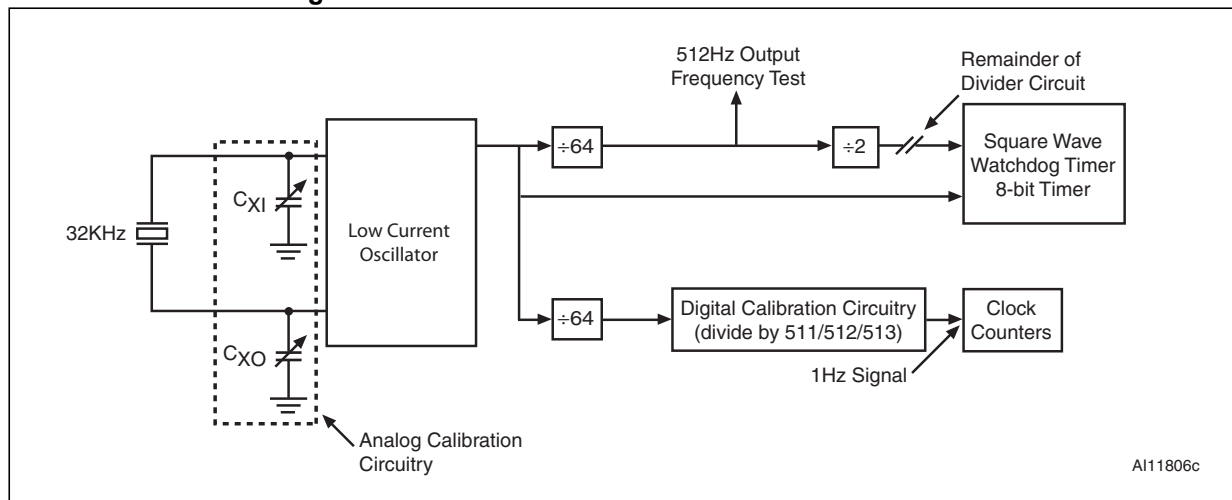 512Hz Output
Frequency Test
Remainder of
Divider Circuit
÷64
÷2
Square Wave
Watchdog Timer
8-bit Timer
CXI
32KHz
Low Current
Oscillator
÷64
Digital Calibration Circuitry
(divide by 511/512/513)
Clock
Counters
CXO
1Hz Signal
Analog Calibration
Circuitry
AI11806c